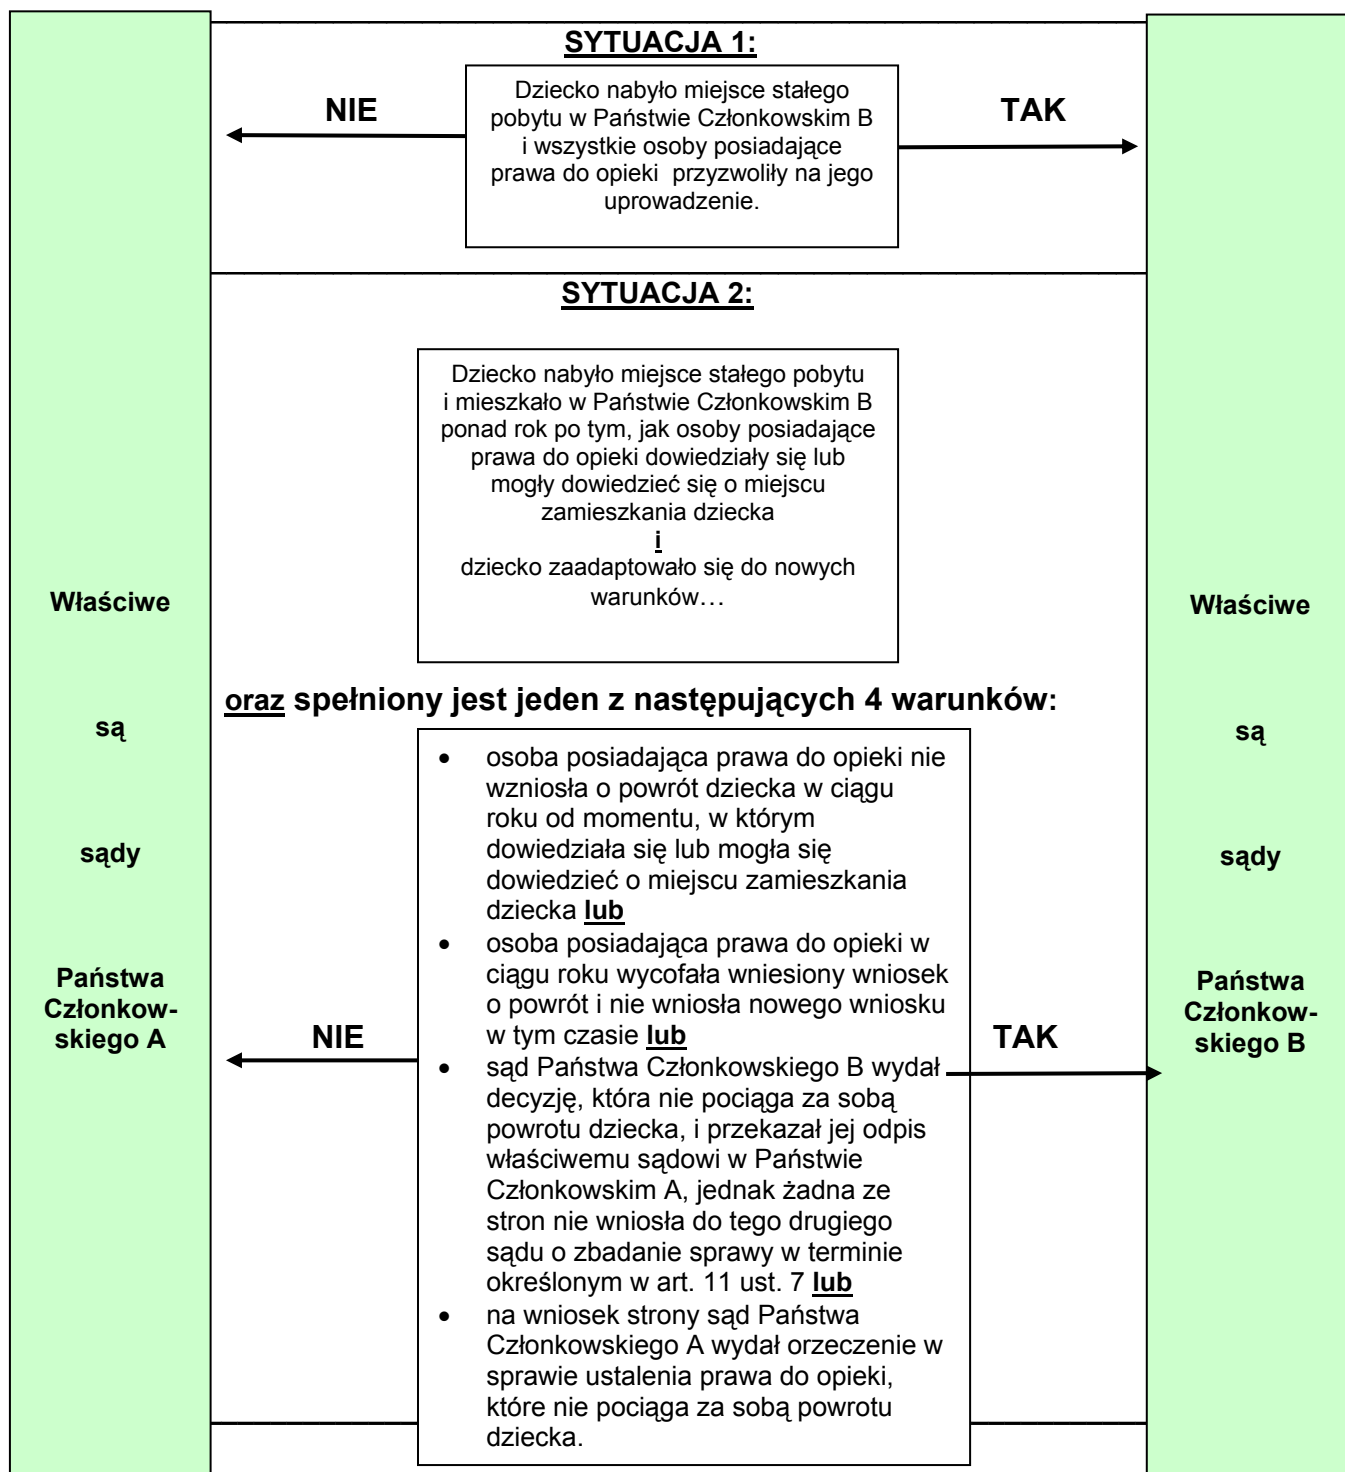 SYTUACJA 1:
NIE
Dziecko nabyło miejsce stałego
pobytu w Państwie Członkowskim B
i wszystkie osoby posiadające
prawa do opieki przyzwoliły na jego
uprowadzenie.
TAK
SYTUACJA 2:
Dziecko nabyło miejsce stałego pobytu
i mieszkało w Państwie Członkowskim B
ponad rok po tym, jak osoby posiadające
prawa do opieki dowiedziały się lub
mogły dowiedzieć się o miejscu
zamieszkania dziecka
i
dziecko zaadaptowało się do nowych
warunków…
oraz spełniony jest jeden z następujących 4 warunków:
• osoba posiadająca prawa do opieki nie
wzniosła o powrót dziecka w ciągu
roku od momentu, w którym
dowiedziała się lub mogła się
dowiedzieć o miejscu zamieszkania
dziecka lub
• osoba posiadająca prawa do opieki w
ciągu roku wycofała wniesiony wniosek
o powrót i nie wniosła nowego wniosku
w tym czasie lub
• sąd Państwa Członkowskiego B wydał
decyzję, która nie pociąga za sobą
powrotu dziecka, i przekazał jej odpis
właściwemu sądowi w Państwie
Członkowskim A, jednak żadna ze
stron nie wniosła do tego drugiego
sądu o zbadanie sprawy w terminie
określonym w art. 11 ust. 7 lub
• na wniosek strony sąd Państwa
Członkowskiego A wydał orzeczenie w
sprawie ustalenia prawa do opieki,
które nie pociąga za sobą powrotu
dziecka.
NIE
TAK
Właściwe
są
sądy
Państwa
Członkow-
skiego A
Właściwe
są
sądy
Państwa
Członkow-
skiego B